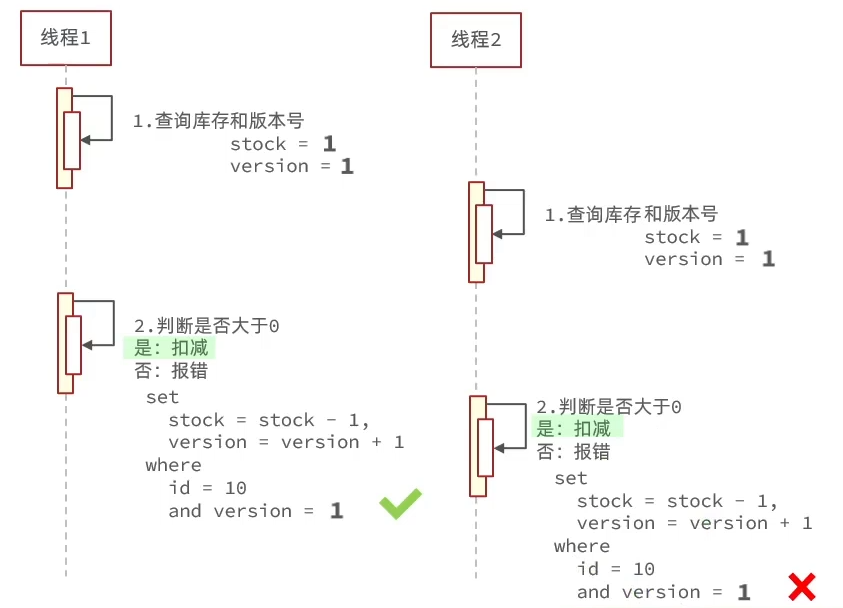 线程1
1.查询库存和版本号
stock = 1
version = 1
2.判断是否大于0
是: 扣减
否: 报错
set
stock = stock - 1,
version = version + 1
where
id = 10
and version = 1
线程2
1.查询库存和版本号
stock = 1
version = 1
2.判断是否大于0
是: 扣减
否: 报错
set
stock = stock - 1,
version = version + 1
where
id = 10
and version = 1